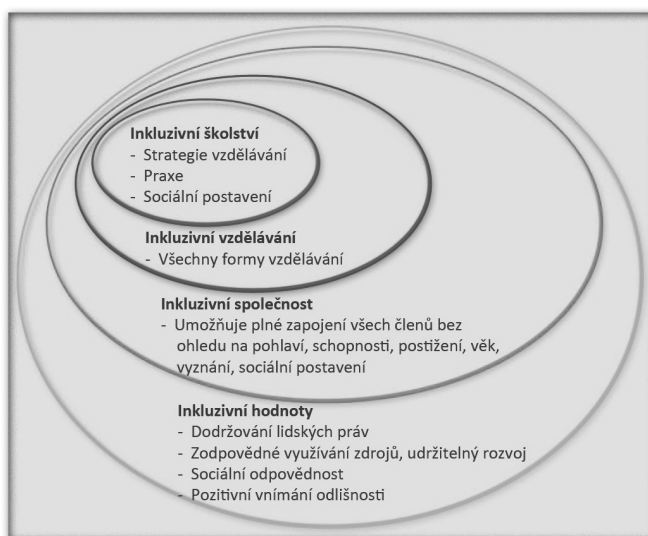 Inkluzivní školství
- Strategie vzdělávání
- Praxe
- Sociální postavení
Inkluzivní vzdělávání
- Všechny formy vzdělávání
Inkluzivní společnost
- Umožňuje plné zapojení všech členů bez
ohledu na pohlaví, schopnosti, postižení, věk,
vyznání, sociální postavení
Inkluzivní hodnoty
- Dodržování lidských práv
- Zodpovědné využívání zdrojů, udržitelný rozvoj
- Sociální odpovědnost
- Pozitivní vnímání odlišnosti